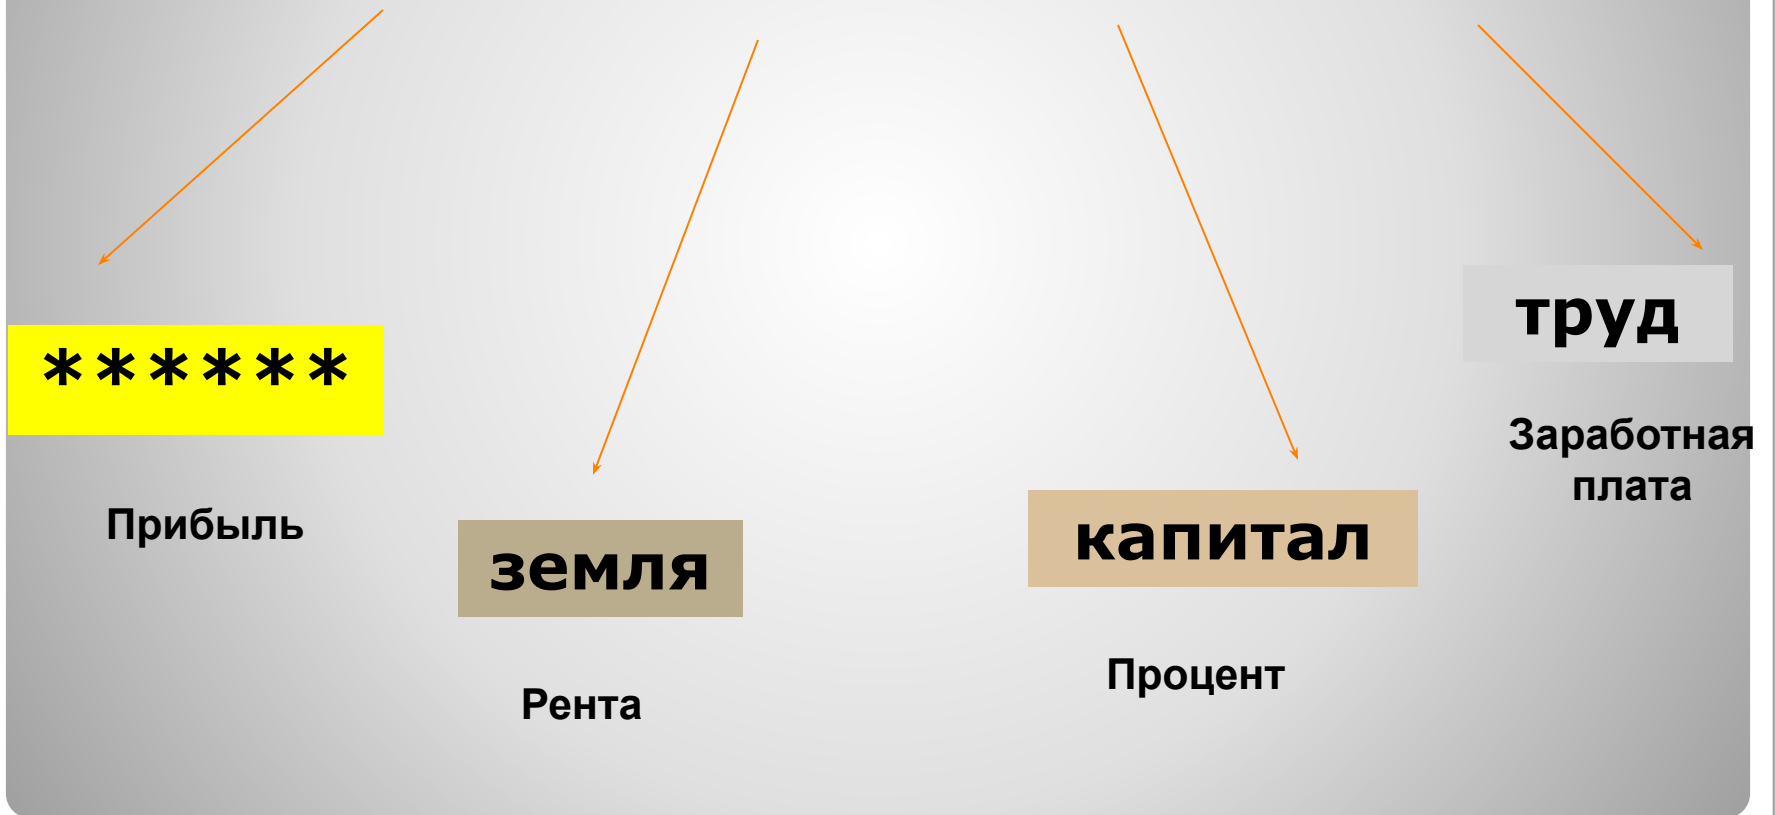 ******
Прибыль
земля
Рента
капитал
Процент
труд
Заработная
плата